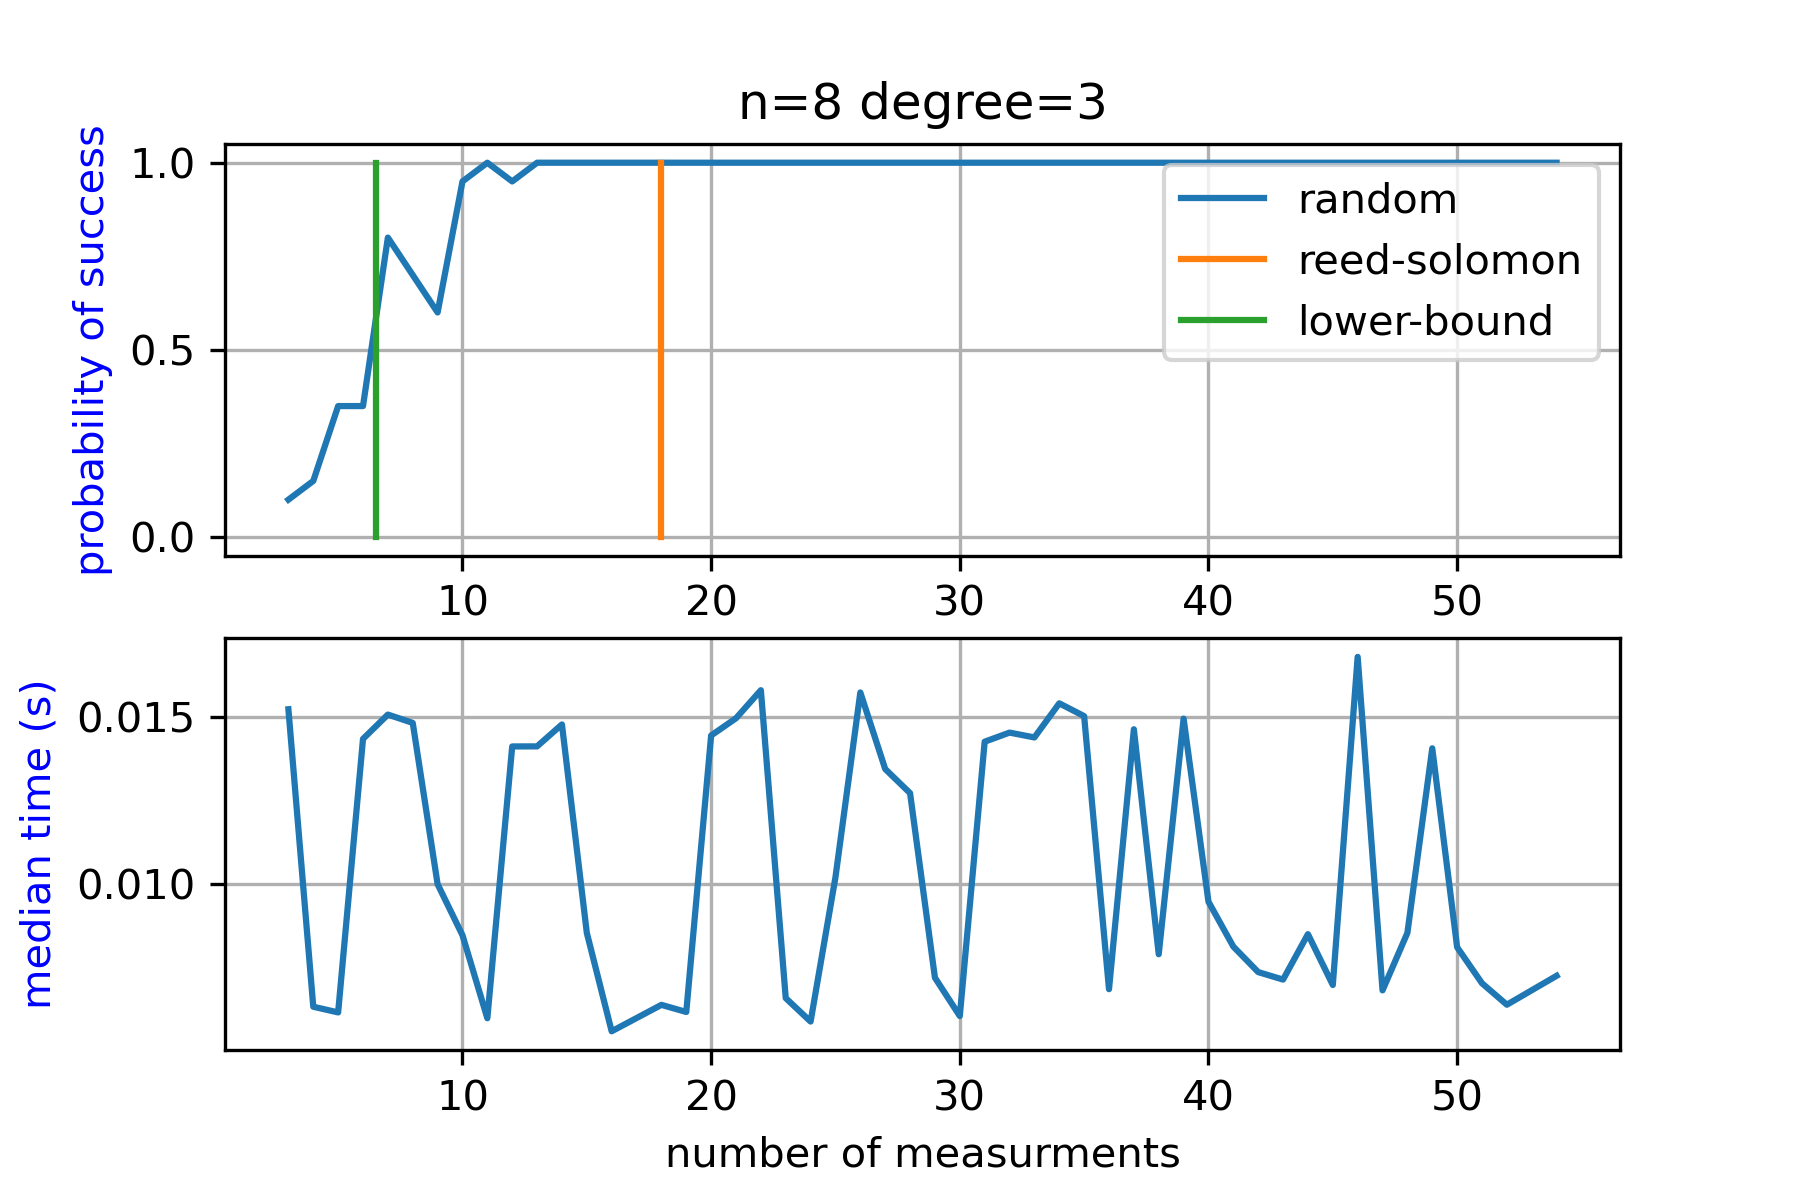 n=8 degree=3
probability of success
1.0
0.5
0.0
random
reed-solomon
lower-bound
10 20 30 40 50
median time (s)
0.015
0.010
10 20 30 40 50
number of measurments